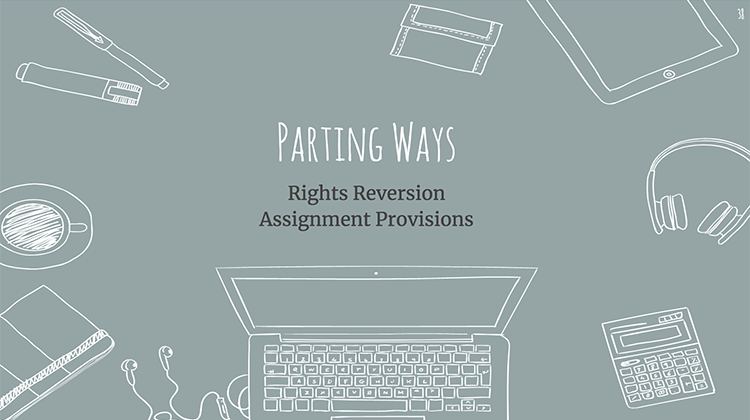 38
Parting Ways
Rights Reversion
Assignment Provisions